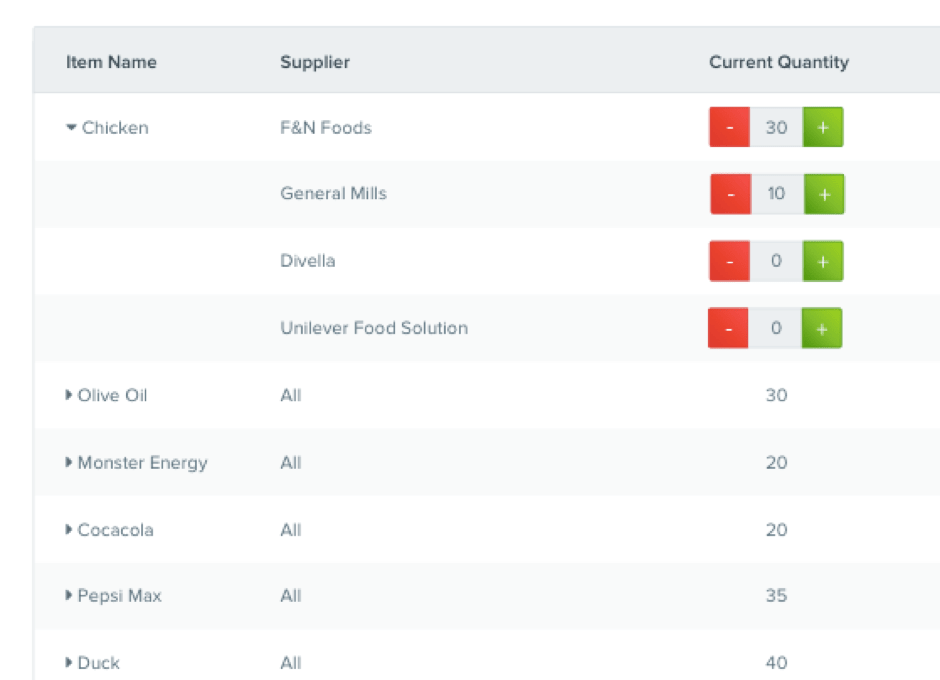 Item Name Supplier Current Quantity
Chicken F&N Foods - 30 +
General Mills - 10 +
Divella - 0 +
Unilever Food Solution - 0 +
Olive Oil All 30
Monster Energy All 20
Cocacola All 20
Pepsi Max All 35
Duck All 40